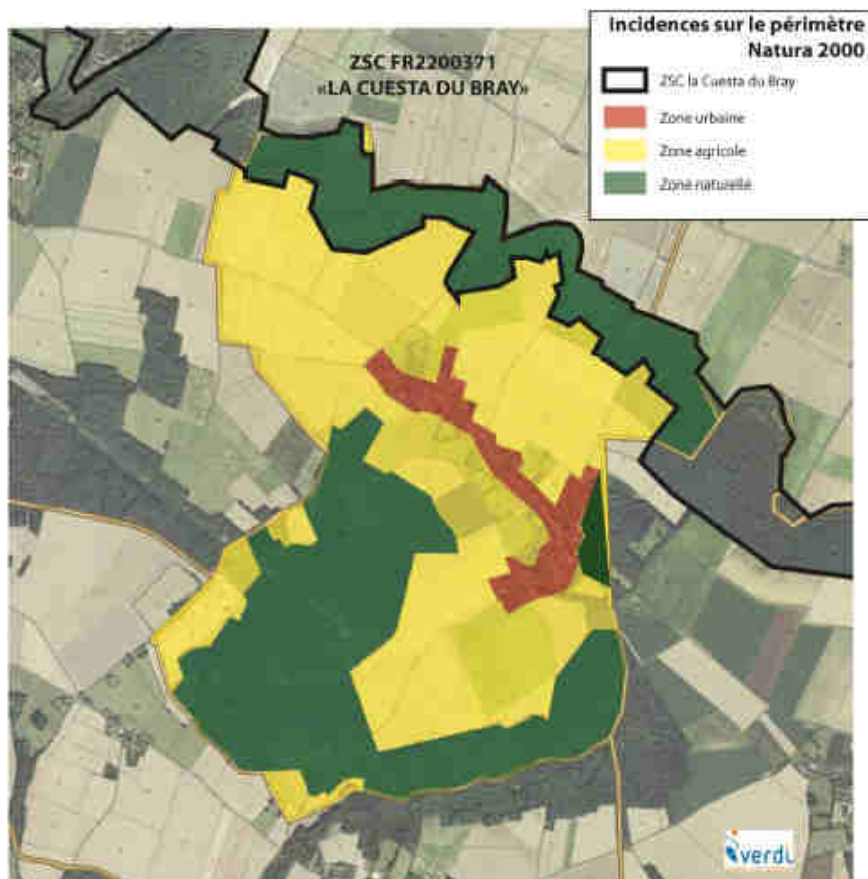 Incidences sur le périmètre
Natura 2000
ZSC FR2200371
«LA CUESTA DU BRAY»
ZSC la Cuesta du Bray
Zone urbaine
Zone agricole
Zone naturelle
verdi